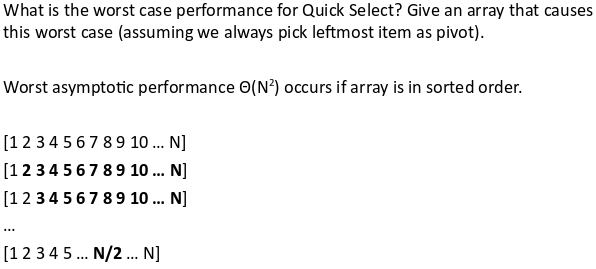 What is the worst case performance for Quick Select? Give an array that causes
this worst case (assuming we always pick leftmost item as pivot).
Worst asymptotic performance Θ(N²) occurs if array is in sorted order.
[1 2 3 4 5 6 7 8 9 10 ... N]
[1 2 3 4 5 6 7 8 9 10 ... N]
[1 2 3 4 5 6 7 8 9 10 ... N]
...
[1 2 3 4 5 ... N/2 ... N]